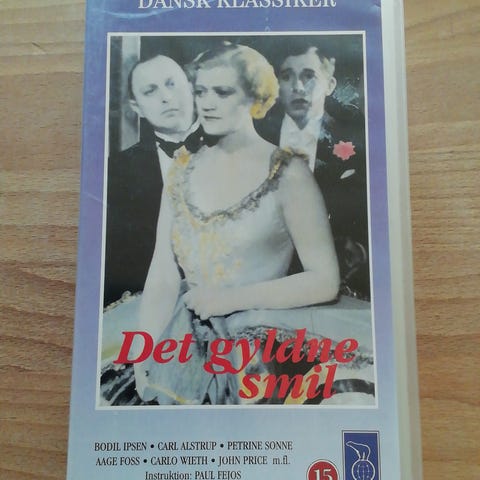 DANSK KLASSIKER
Det gyldne
smil
BODIL IPSEN • CARL ALSTRUP • PETRINE SONNE
AAGE FOSS • CARLO WIETH • JOHN PRICE m.fl.
Instruktion: PAUL FEJOS
15